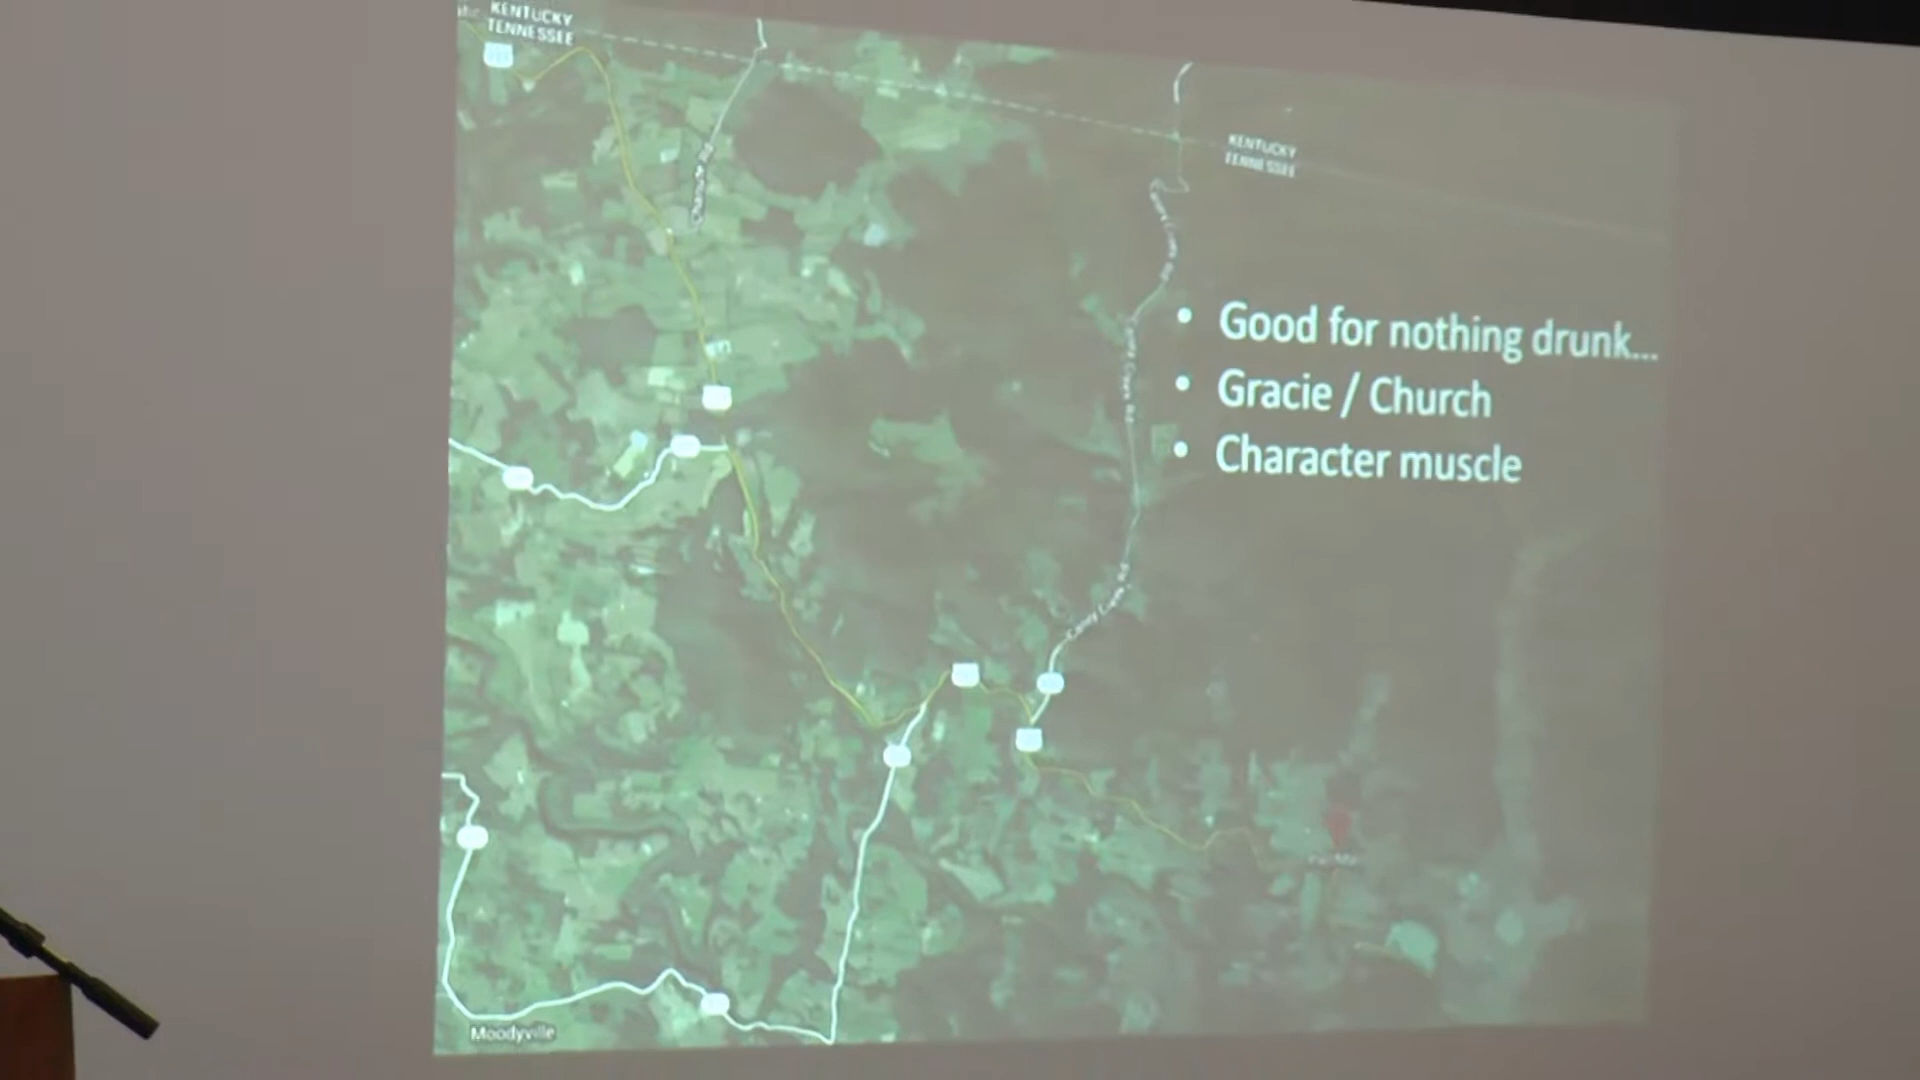 KENTUCKY
TENNESSEE
KENTUCKY
TENNESSEE
• Good for nothing drunk...
• Gracie / Church
• Character muscle
Moodyville